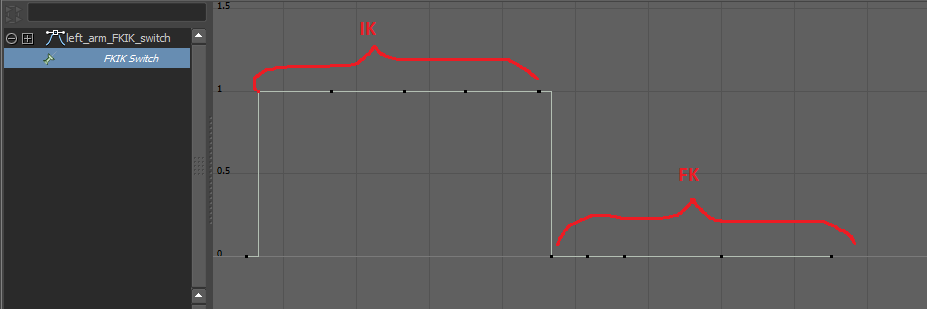 1.5
IK
left_arm_FKIK_switch
FKIK Switch
1
0.5
FK
0